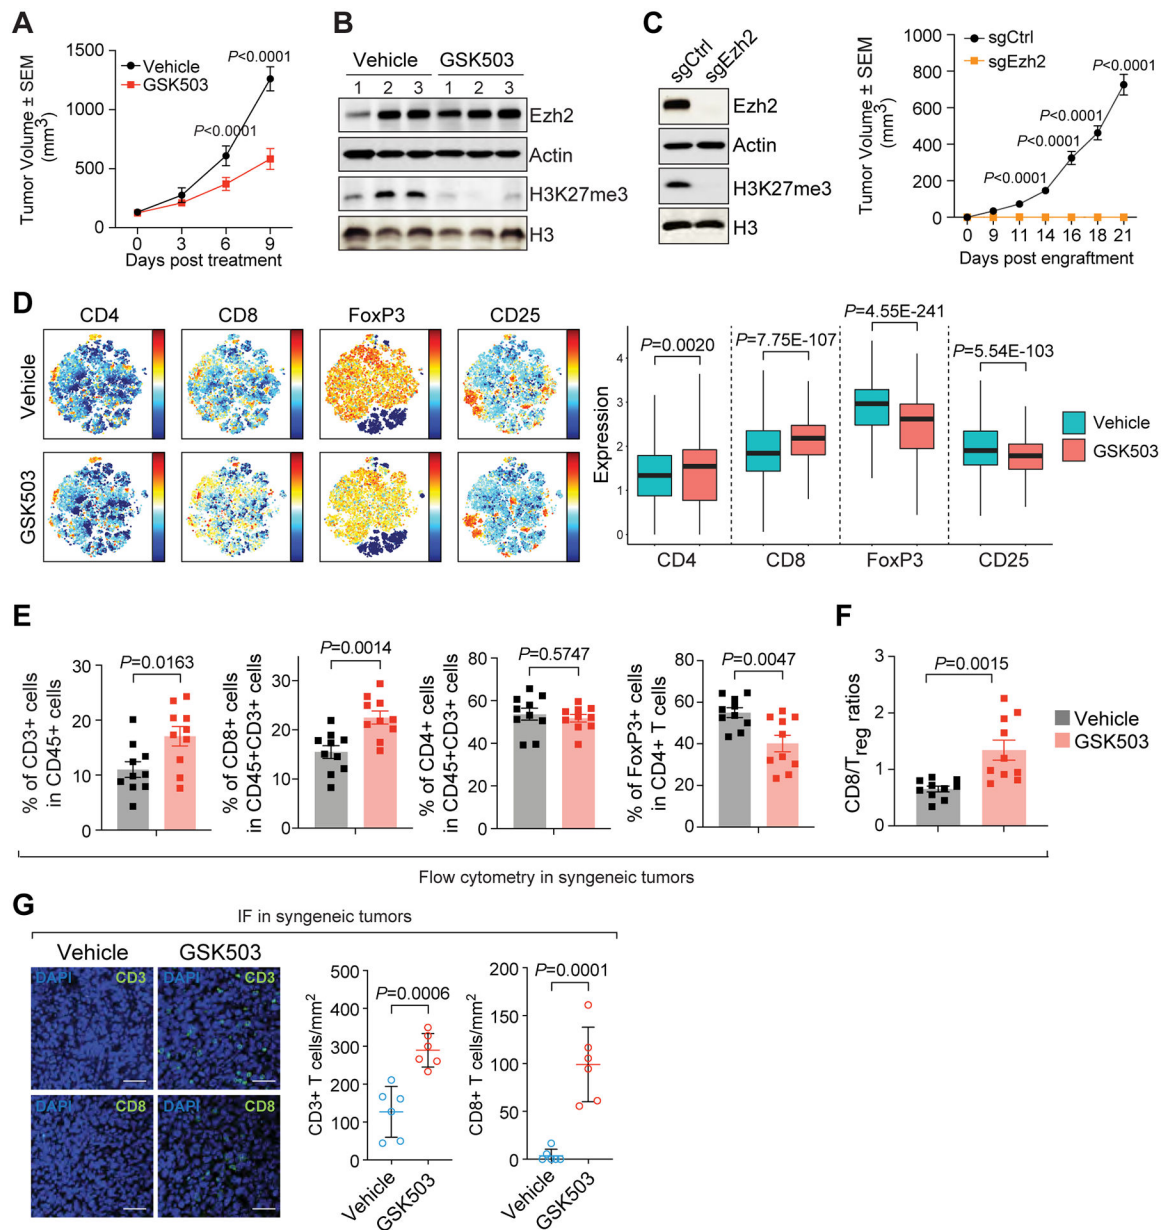 A
1500
1000
500
0
Tumor Volume ± SEM
(mm3)
Vehicle
GSK503
P<0.0001
P<0.0001
0 3 6 9
Days post treatment
B
Vehicle GSK503
1 2 3 1 2 3
Ezh2
Actin
H3K27me3
H3
C
sgCtrl sgEzh2
Ezh2
Actin
H3K27me3
H3
1000
800
600
400
200
0
Tumor Volume ± SEM
(mm3)
sgCtrl
sgEzh2
P<0.0001
P<0.0001
P<0.0001
P<0.0001
0 9 11 14 16 18 21
Days post engraftment
D
CD4 CD8 FoxP3 CD25
Vehicle
GSK503
Expression
4
3
2
1
0
P=0.0020
P=7.75E-107
P=4.55E-241
P=5.54E-103
CD4 CD8 FoxP3 CD25
Vehicle
GSK503
E
% of CD3+ cells
in CD45+ cells
30
20
10
0
P=0.0163
% of CD8+ cells
in CD45+CD3+ cells
30
15
0
P=0.0014
% of CD4+ cells
in CD45+CD3+ cells
80
60
40
20
0
P=0.5747
% of FoxP3+ cells
in CD4+ T cells
80
60
40
20
0
P=0.0047
F
CD8/Treg ratios
3
2
1
0
P=0.0015
Vehicle
GSK503
Flow cytometry in syngeneic tumors
G
IF in syngeneic tumors
Vehicle GSK503
DAPI CD3
DAPI CD3
DAPI CD8
DAPI CD8
CD3+ T cells/mm2
500
400
300
200
100
0
P=0.0006
Vehicle
GSK503
CD8+ T cells/mm2
200
150
100
50
0
P=0.0001
Vehicle
GSK503